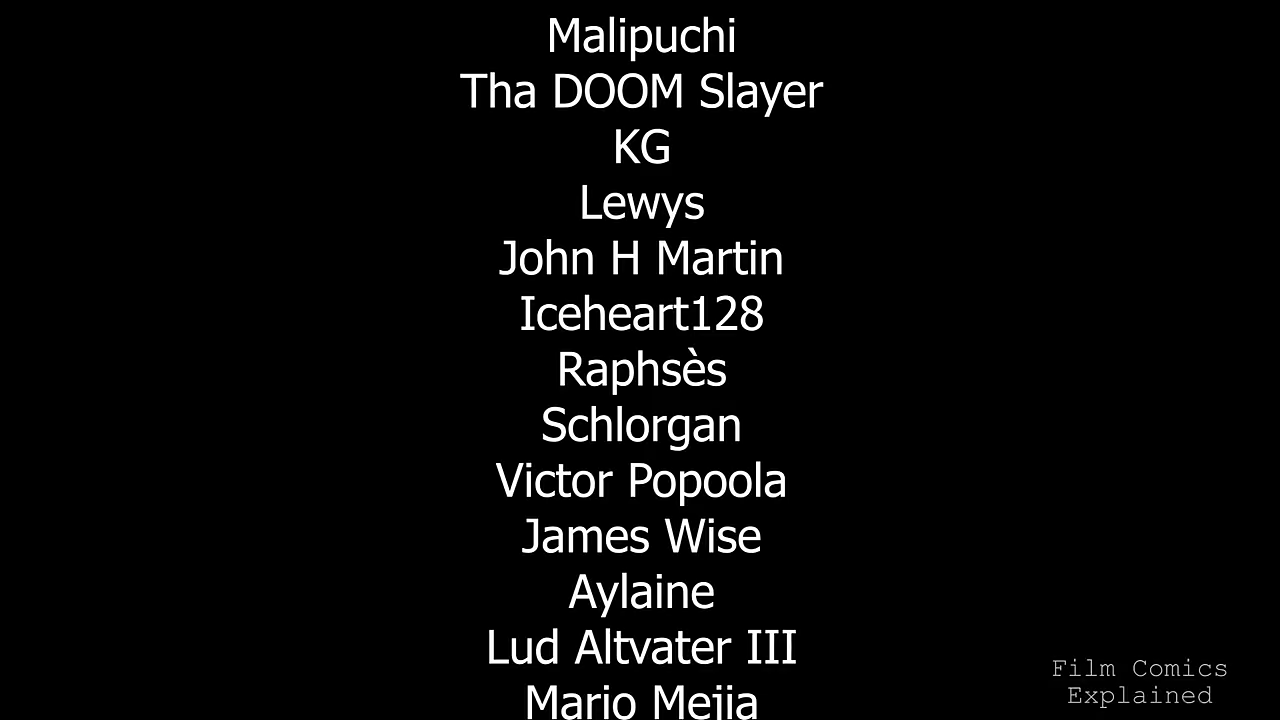 Malipuchi
Tha DOOM Slayer
KG
Lewys
John H Martin
Iceheart128
Raphsès
Schlorgan
Victor Popoola
James Wise
Aylaine
Lud Altvater III
Mario Mejia
Film Comics
Explained